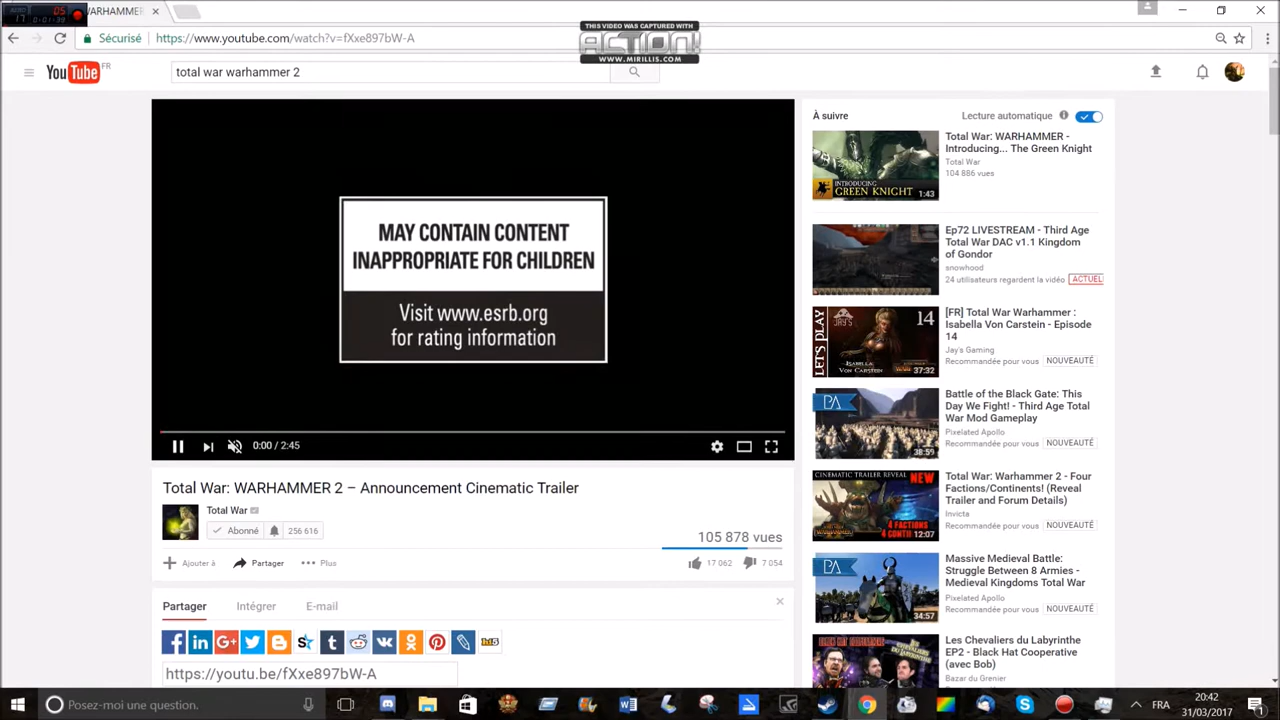 WARHAMMER
05
17
0:01:39
THIS VIDEO WAS CAPTURED WITH
ACTION!
WWW.MIRILLIS.COM
Sécurisé
https://www.youtube.com/watch?v=fXxe897bW-A
YouTube FR
total war warhammer 2
MAY CONTAIN CONTENT
INAPPROPRIATE FOR CHILDREN
Visit www.esrb.org
for rating information
0:00 / 2:45
Total War: WARHAMMER 2 – Announcement Cinematic Trailer
Total War
Abonné
256 616
105 878 vues
Ajouter à
Partager
Plus
17 062
7 054
Partager
Intégrer
E-mail
https://youtu.be/fXxe897bW-A
À suivre
Lecture automatique
INTRODUCING
GREEN KNIGHT
1:43
Total War: WARHAMMER -
Introducing... The Green Knight
Total War
104 886 vues
Ep72 LIVESTREAM - Third Age
Total War DAC v1.1 Kingdom
of Gondor
snowhood
24 utilisateurs regardent la vidéo
ACTUEL
JAY'S
14
LET'S PLAY
ISABELLA
VON CARSTEIN
37:32
[FR] Total War Warhammer :
Isabella Von Carstein - Episode
14
Jay's Gaming
Recommandée pour vous
NOUVEAUTÉ
PA
38:59
Battle of the Black Gate: This
Day We Fight! - Third Age Total
War Mod Gameplay
Pixelated Apollo
Recommandée pour vous
NOUVEAUTÉ
CINEMATIC TRAILER REVEAL
NEW
4 FACTIONS
12:07
Total War: Warhammer 2 - Four
Factions/Continents! (Reveal
Trailer and Forum Details)
Invicta
Recommandée pour vous
NOUVEAUTÉ
PA
34:57
Massive Medieval Battle:
Struggle Between 8 Armies -
Medieval Kingdoms Total War
Pixelated Apollo
Recommandée pour vous
NOUVEAUTÉ
Les Chevaliers du Labyrinthe
EP2 - Black Hat Cooperative
(avec Bob)
Bazar du Grenier
Posez-moi une question.
FRA
20:42
31/03/2017